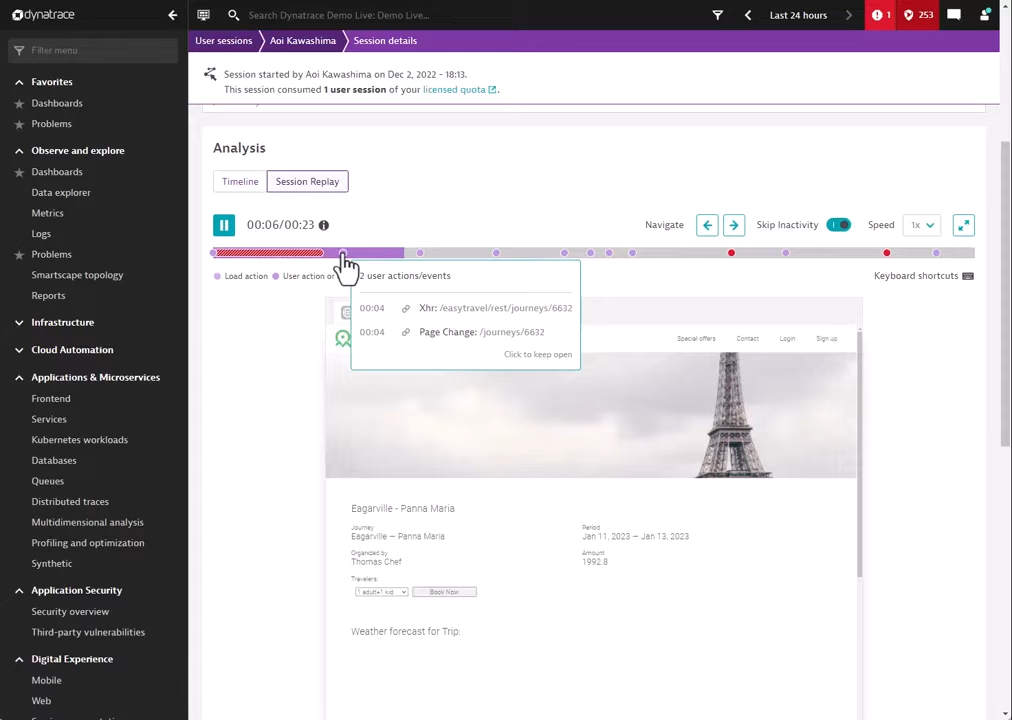 dynatrace
Search Dynatrace Demo Live: Demo Live...
Last 24 hours
1
253
Filter menu
User sessions
Aoi Kawashima
Session details
Session started by Aoi Kawashima on Dec 2, 2022 - 18:13.
This session consumed 1 user session of your licensed quota.
Favorites
Dashboards
Problems
Observe and explore
Dashboards
Data explorer
Metrics
Logs
Problems
Smartscape topology
Reports
Infrastructure
Cloud Automation
Applications & Microservices
Frontend
Services
Kubernetes workloads
Databases
Queues
Distributed traces
Multidimensional analysis
Profiling and optimization
Synthetic
Application Security
Security overview
Third-party vulnerabilities
Digital Experience
Mobile
Web
Analysis
Timeline
Session Replay
00:06/00:23
Navigate
Skip Inactivity
Speed
1x
Load action
User action or
2 user actions/events
Keyboard shortcuts
00:04 Xhr: /easytravel/rest/journeys/6632
00:04 Page Change: /journeys/6632
Click to keep open
Special offers
Contact
Login
Sign up
Eagarville - Panna Maria
Journey
Eagarville — Panna Maria
Period
Jan 11, 2023 — Jan 13, 2023
Organized by
Thomas Chef
Amount
1992.8
Travelers
1 adult+1 kid
Book Now
Weather forecast for Trip: